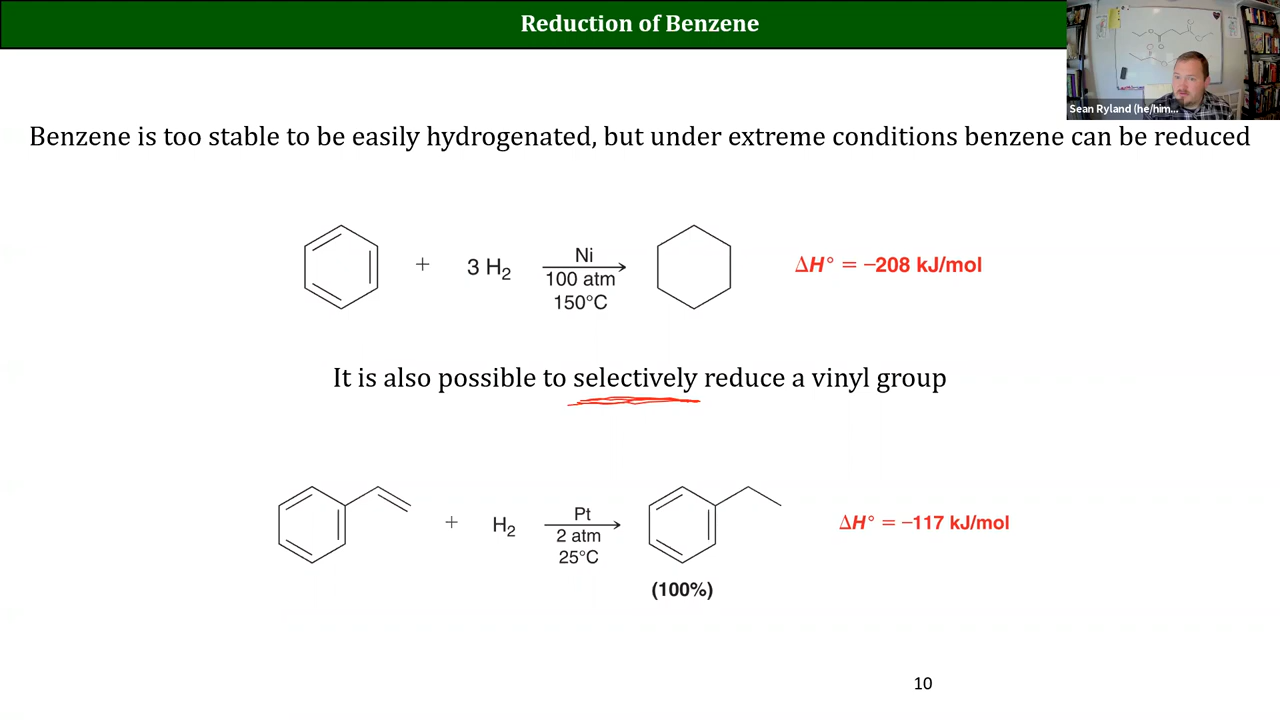 Reduction of Benzene
Sean Ryland (he/him...
Benzene is too stable to be easily hydrogenated, but under extreme conditions benzene can be reduced
+ 3 H₂
Ni
100 atm
150°C
ΔH° = −208 kJ/mol
It is also possible to selectively reduce a vinyl group
+ H₂
Pt
2 atm
25°C
ΔH° = −117 kJ/mol
(100%)
10